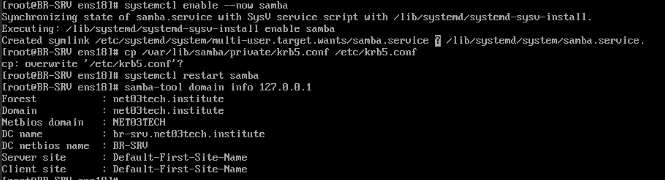 [root@BR-SRV ens18]# systemctl enable --now samba
Synchronizing state of samba.service with SysV service script with /lib/systemd/systemd-sysv-install.
Executing: /lib/systemd/systemd-sysv-install enable samba
Created symlink /etc/systemd/system/multi-user.target.wants/samba.service ? /lib/systemd/system/samba.service.
[root@BR-SRV ens18]# cp /var/lib/samba/private/krb5.conf /etc/krb5.conf
cp: overwrite '/etc/krb5.conf'?
[root@BR-SRV ens18]# systemctl restart samba
[root@BR-SRV ens18]# samba-tool domain info 127.0.0.1
Forest : net03tech.institute
Domain : net03tech.institute
Netbios domain : NET03TECH
DC name : br-srv.net03tech.institute
DC netbios name : BR-SRV
Server site : Default-First-Site-Name
Client site : Default-First-Site-Name
[root@BR-SRV ens18]#